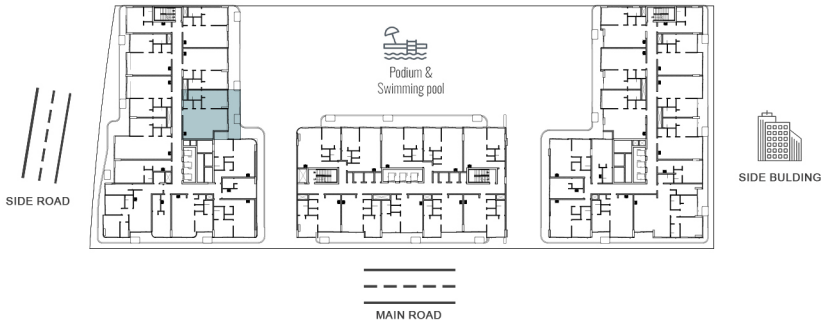 Podium &
Swimming pool
SIDE ROAD
SIDE BULDING
MAIN ROAD